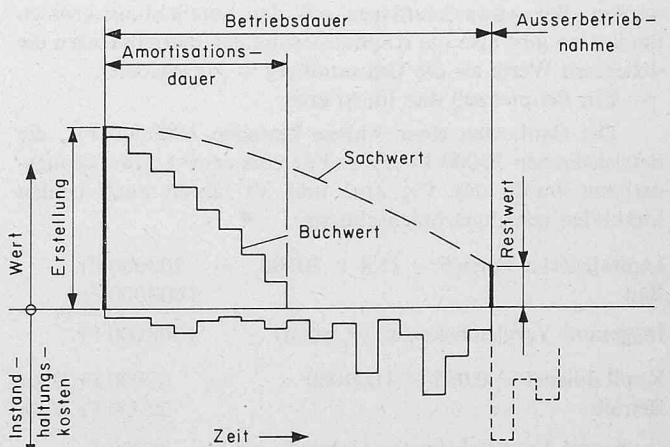 Betriebsdauer
Ausserbetrieb-
nahme
Amortisations
dauer
Sachwert
Buchwert
Restwert
Erstellung
Wert
Instand-
haltungs-
kosten
Zeit